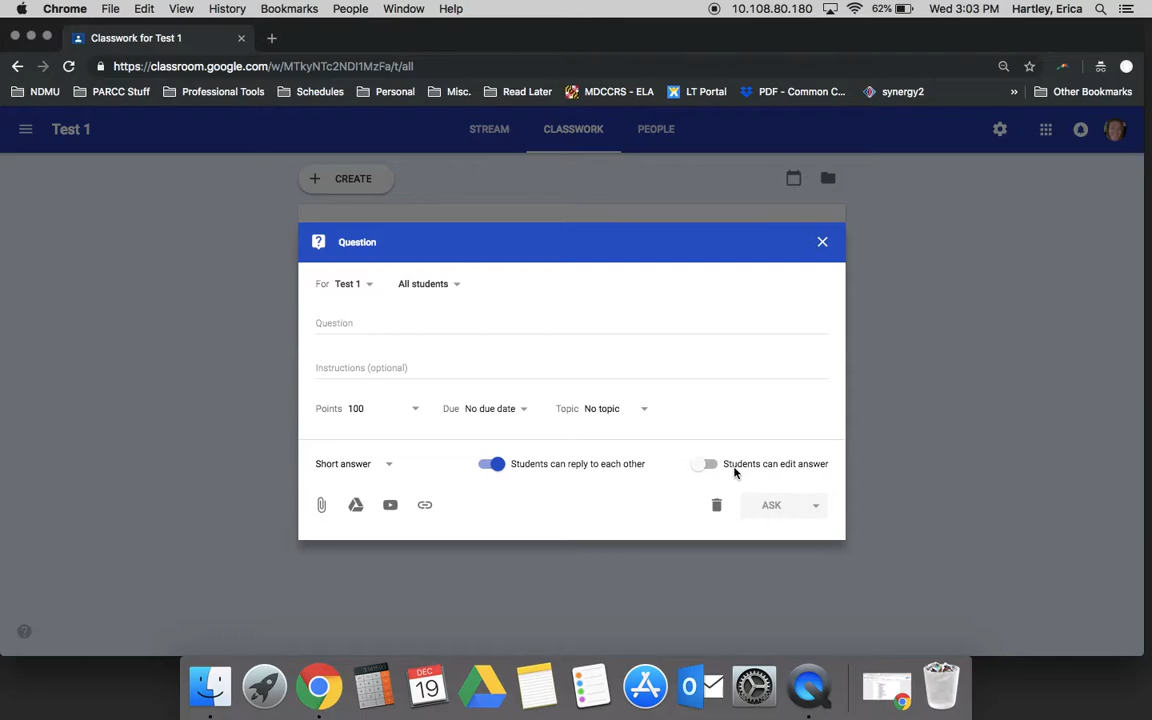 Chrome File Edit View History Bookmarks People Window Help 10.108.80.180 62% Wed 3:03 PM Hartley, Erica
Classwork for Test 1
https://classroom.google.com/w/MTkyNTc2NDI1MzFa/t/all
NDMU PARCC Stuff Professional Tools Schedules Personal Misc. Read Later MDCCRS - ELA LT Portal PDF - Common C... synergy2 » Other Bookmarks
Test 1 STREAM CLASSWORK PEOPLE
+ CREATE
Question
For Test 1 All students
Question
Instructions (optional)
Points 100 Due No due date Topic No topic
Short answer Students can reply to each other Students can edit answer
ASK
DEC
19